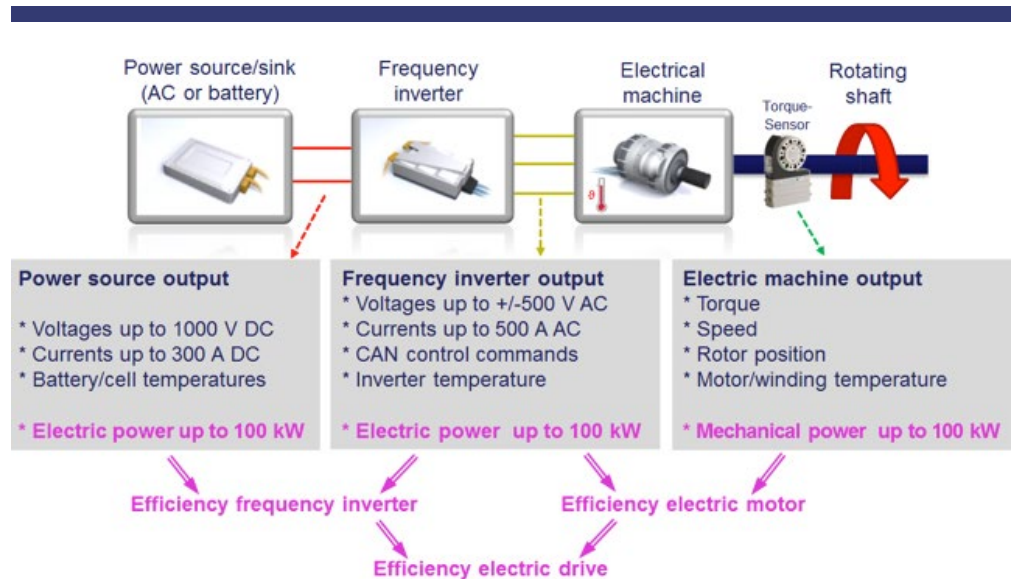 Power source/sink
(AC or battery)
Frequency
inverter
Electrical
machine
Torque-
Sensor
Rotating
shaft
ϑ
Power source output
* Voltages up to 1000 V DC
* Currents up to 300 A DC
* Battery/cell temperatures
* Electric power up to 100 kW
Frequency inverter output
* Voltages up to +/-500 V AC
* Currents up to 500 A AC
* CAN control commands
* Inverter temperature
* Electric power up to 100 kW
Electric machine output
* Torque
* Speed
* Rotor position
* Motor/winding temperature
* Mechanical power up to 100 kW
Efficiency frequency inverter
Efficiency electric motor
Efficiency electric drive